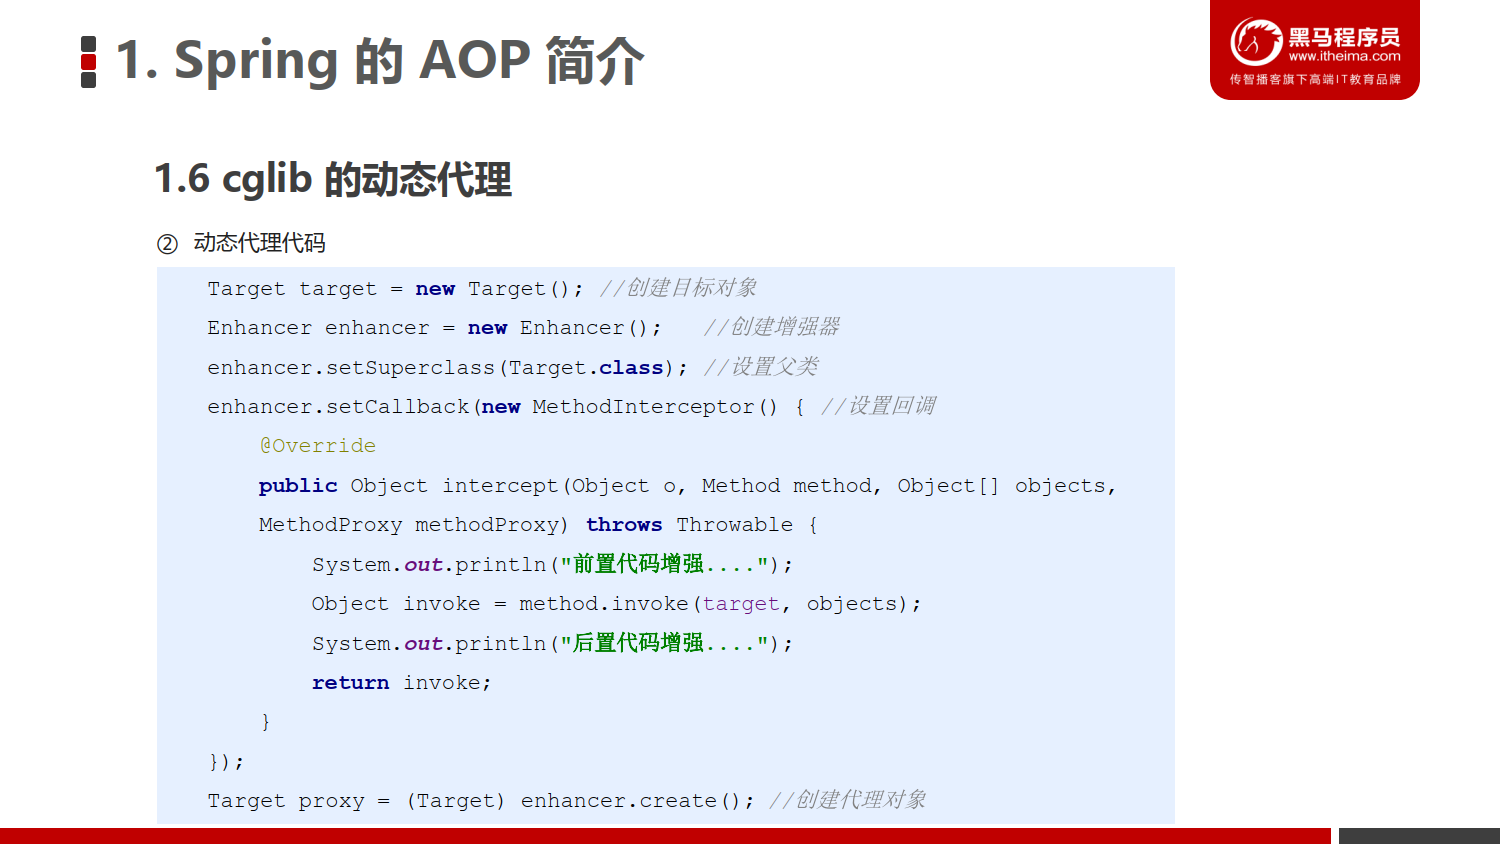 1. Spring 的 AOP 简介
黑马程序员
www.itheima.com
传智播客旗下高端IT教育品牌
1.6 cglib 的动态代理
② 动态代理代码
Target target = new Target(); //创建目标对象
Enhancer enhancer = new Enhancer();   //创建增强器
enhancer.setSuperclass(Target.class); //设置父类
enhancer.setCallback(new MethodInterceptor() { //设置回调
    @Override
    public Object intercept(Object o, Method method, Object[] objects,
    MethodProxy methodProxy) throws Throwable {
        System.out.println("前置代码增强....");
        Object invoke = method.invoke(target, objects);
        System.out.println("后置代码增强....");
        return invoke;
    }
});
Target proxy = (Target) enhancer.create(); //创建代理对象